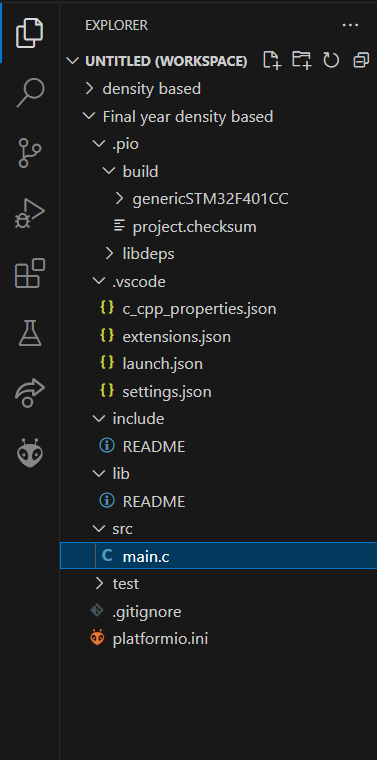 EXPLORER
UNTITLED (WORKSPACE)
density based
Final year density based
.pio
build
genericSTM32F401CC
project.checksum
libdeps
.vscode
{} c_cpp_properties.json
{} extensions.json
{} launch.json
{} settings.json
include
README
lib
README
src
C main.c
test
.gitignore
platformio.ini